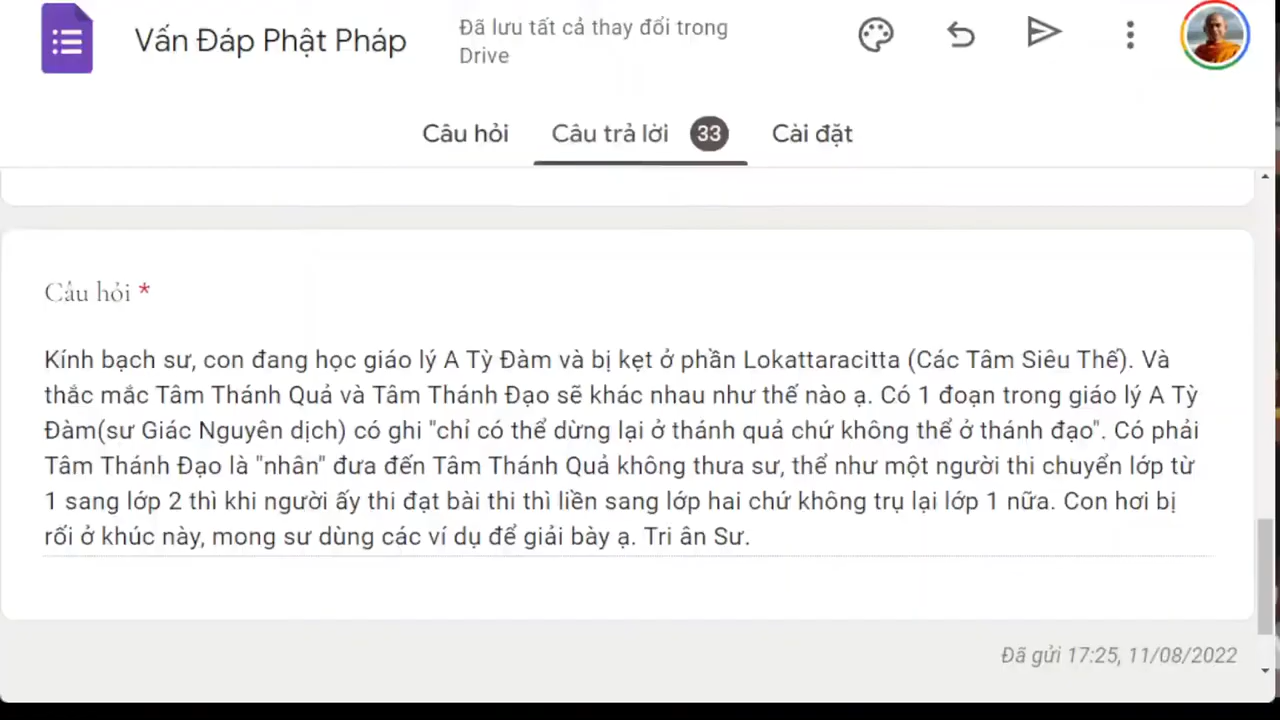 Vấn Đáp Phật Pháp
Đã lưu tất cả thay đổi trong
Drive
Câu hỏi
Câu trả lời 33
Cài đặt
Câu hỏi *
Kính bạch sư, con đang học giáo lý A Tỳ Đàm và bị kẹt ở phần Lokattaracitta (Các Tâm Siêu Thế). Và
thắc mắc Tâm Thánh Quả và Tâm Thánh Đạo sẽ khác nhau như thế nào ạ. Có 1 đoạn trong giáo lý A Tỳ
Đàm(sư Giác Nguyên dịch) có ghi "chỉ có thể dừng lại ở thánh quả chứ không thể ở thánh đạo". Có phải
Tâm Thánh Đạo là "nhân" đưa đến Tâm Thánh Quả không thưa sư, thể như một người thi chuyển lớp từ
1 sang lớp 2 thì khi người ấy thi đạt bài thi thì liền sang lớp hai chứ không trụ lại lớp 1 nữa. Con hơi bị
rối ở khúc này, mong sư dùng các ví dụ để giải bày ạ. Tri ân Sư.
Đã gửi 17:25, 11/08/2022